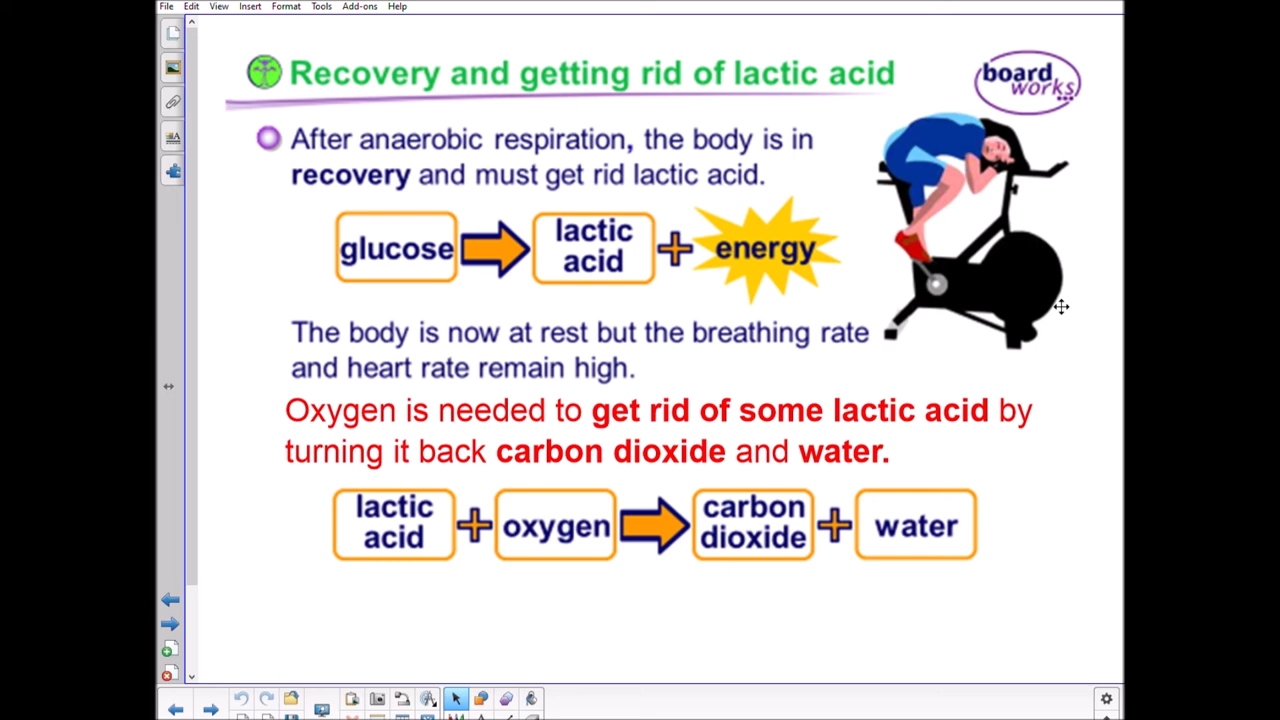 File Edit View Insert Format Tools Add-ons Help
Recovery and getting rid of lactic acid
board
works
After anaerobic respiration, the body is in
recovery and must get rid lactic acid.
glucose
lactic
acid
+
energy
The body is now at rest but the breathing rate
and heart rate remain high.
Oxygen is needed to get rid of some lactic acid by
turning it back carbon dioxide and water.
lactic
acid
+
oxygen
carbon
dioxide
+
water